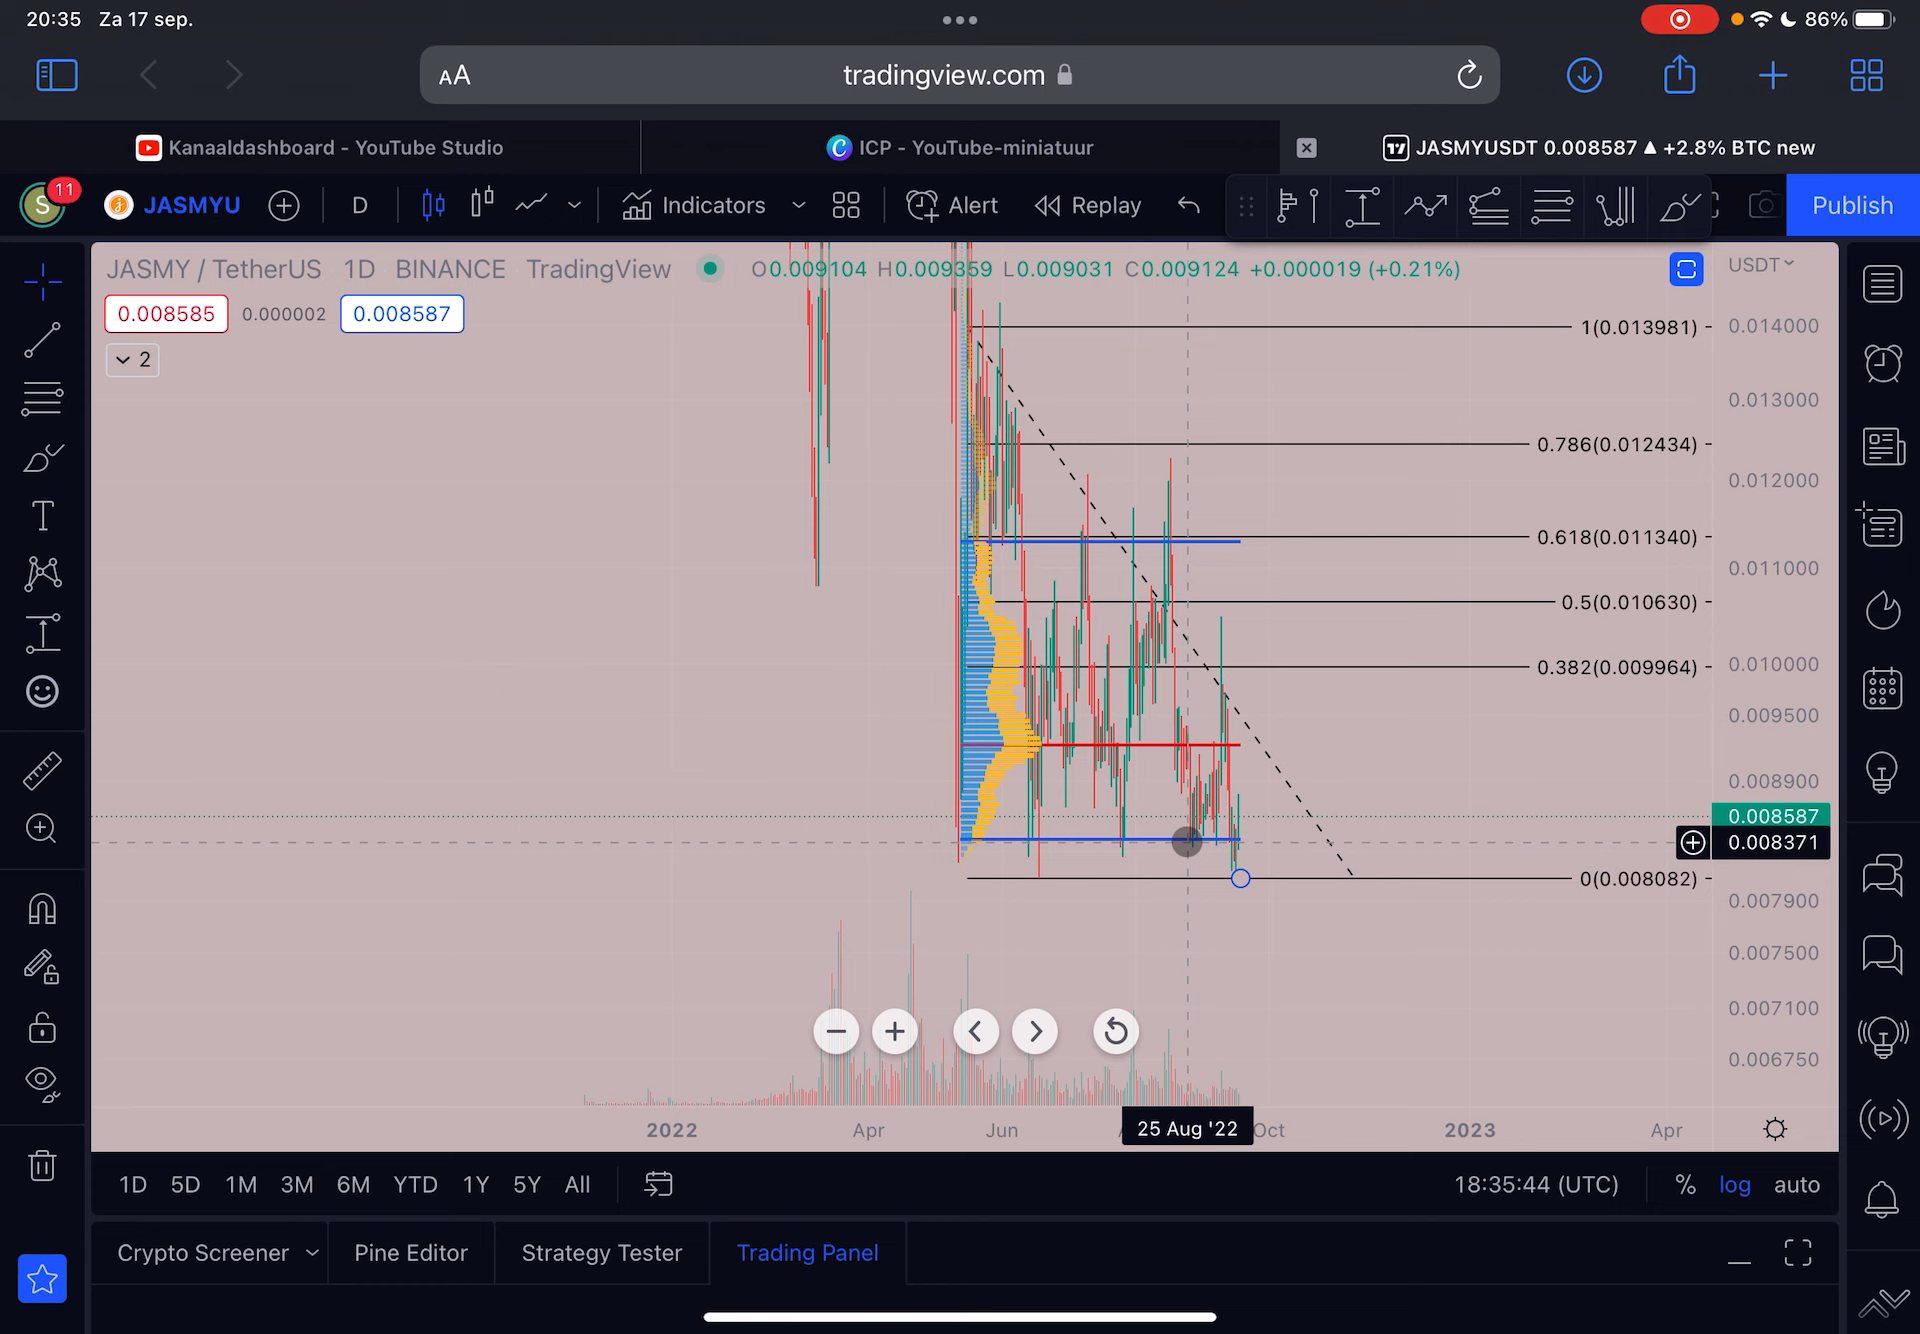 20:35 Za 17 sep.
86%
AA tradingview.com
Kanaaldashboard - YouTube Studio
ICP - YouTube-miniatuur
JASMYUSDT 0.008587 ▲ +2.8% BTC new
S 11 JASMYU D Indicators Alert Replay Publish
JASMY / TetherUS 1D BINANCE TradingView O0.009104 H0.009359 L0.009031 C0.009124 +0.000019 (+0.21%) USDT
0.008585 0.000002 0.008587
2
1(0.013981)
0.786(0.012434)
0.618(0.011340)
0.5(0.010630)
0.382(0.009964)
0(0.008082)
0.014000
0.013000
0.012000
0.011000
0.010000
0.009500
0.008900
0.008587
0.008371
0.007900
0.007500
0.007100
0.006750
2022 Apr Jun 25 Aug '22 Oct 2023 Apr
1D 5D 1M 3M 6M YTD 1Y 5Y All 18:35:44 (UTC) % log auto
Crypto Screener Pine Editor Strategy Tester Trading Panel